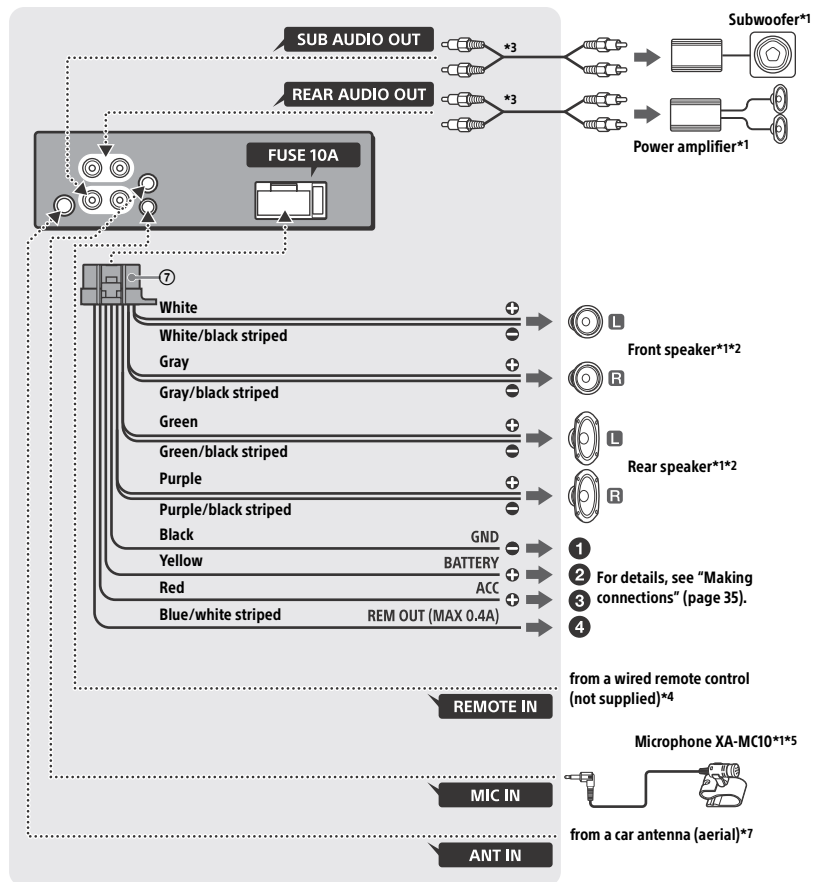 Subwoofer*1
SUB AUDIO OUT
*3
REAR AUDIO OUT
*3
Power amplifier*1
FUSE 10A
⑦
White
White/black striped
L
Front speaker*1*2
Gray
Gray/black striped
R
Green
Green/black striped
L
Rear speaker*1*2
Purple
Purple/black striped
R
Black GND ❶
Yellow BATTERY ❷
Red ACC ❸
Blue/white striped REM OUT (MAX 0.4A) ❹
For details, see “Making
connections” (page 35).
from a wired remote control
(not supplied)*4
REMOTE IN
Microphone XA-MC10*1*5
MIC IN
from a car antenna (aerial)*7
ANT IN